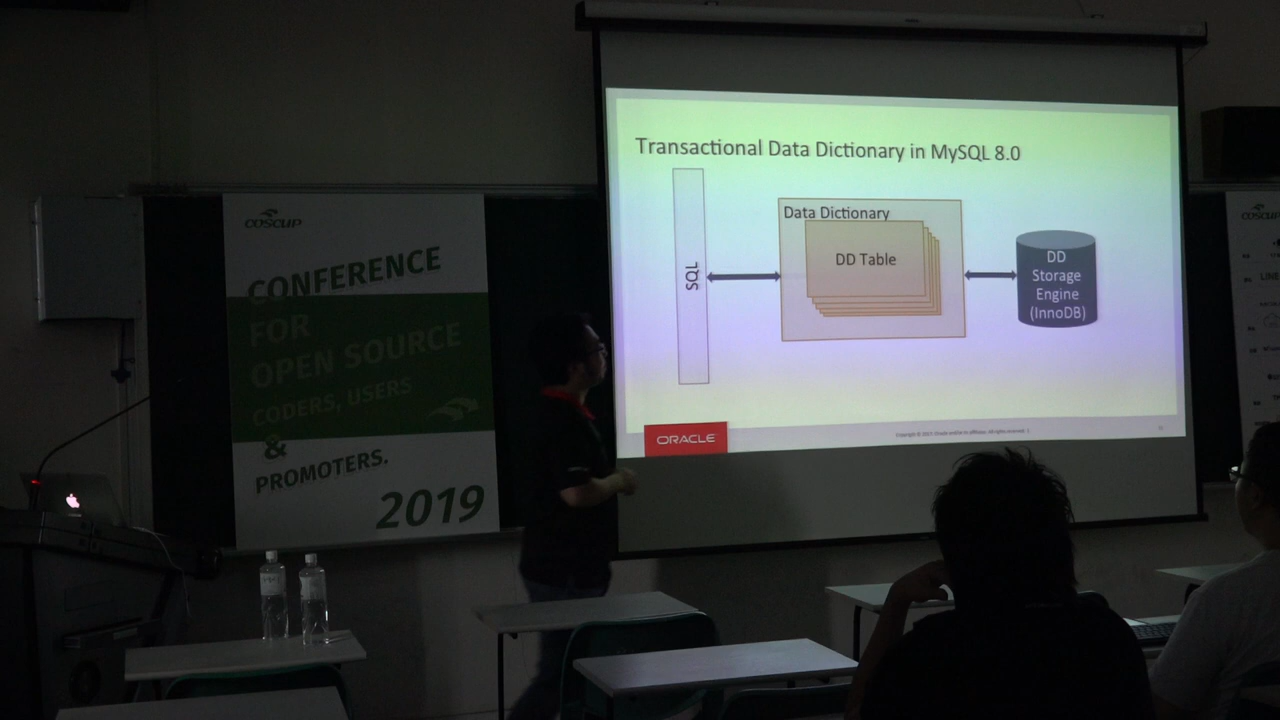 COSCUP
CONFERENCE
FOR
OPEN SOURCE
CODERS, USERS
&
PROMOTERS.
2019
Transactional Data Dictionary in MySQL 8.0
SQL
Data Dictionary
DD Table
DD
Storage
Engine
(InnoDB)
ORACLE
COSCUP